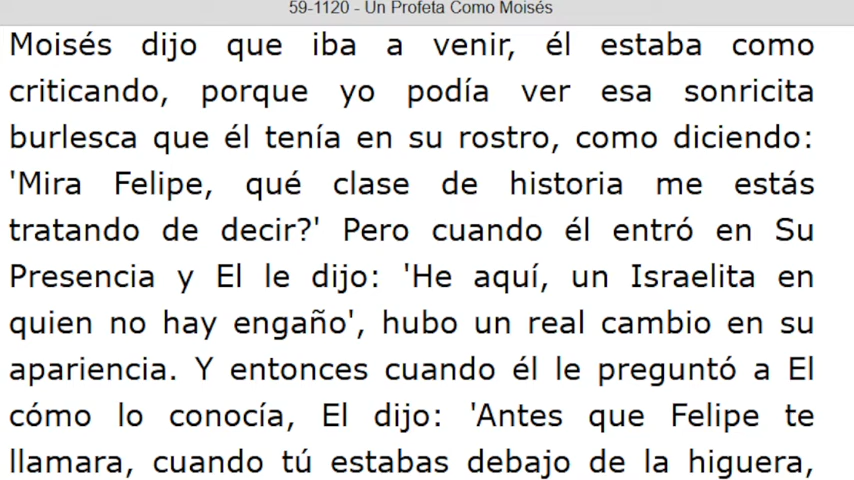 59-1120 - Un Profeta Como Moisés
Moisés dijo que iba a venir, él estaba como
criticando, porque yo podía ver esa sonricita
burlesca que él tenía en su rostro, como diciendo:
'Mira Felipe, qué clase de historia me estás
tratando de decir?' Pero cuando él entró en Su
Presencia y El le dijo: 'He aquí, un Israelita en
quien no hay engaño', hubo un real cambio en su
apariencia. Y entonces cuando él le preguntó a El
cómo lo conocía, El dijo: 'Antes que Felipe te
llamara, cuando tú estabas debajo de la higuera,